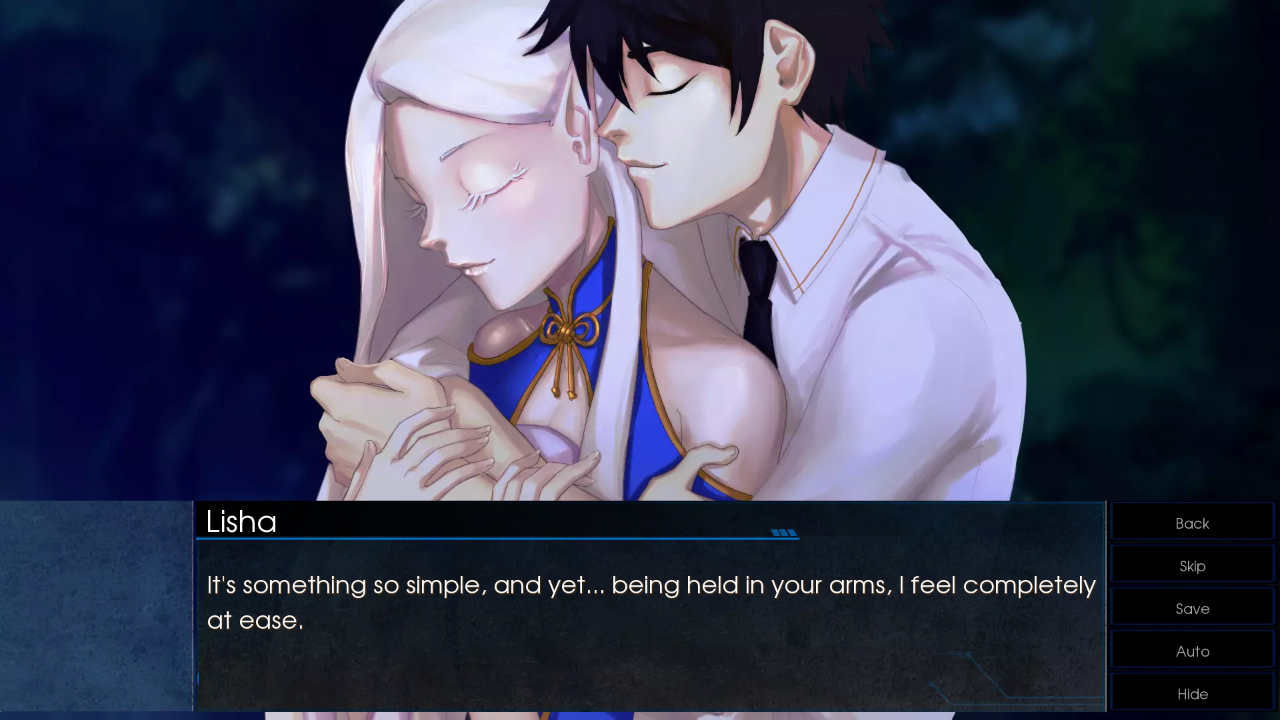 Lisha
It's something so simple, and yet... being held in your arms, I feel completely
at ease.
Back
Skip
Save
Auto
Hide